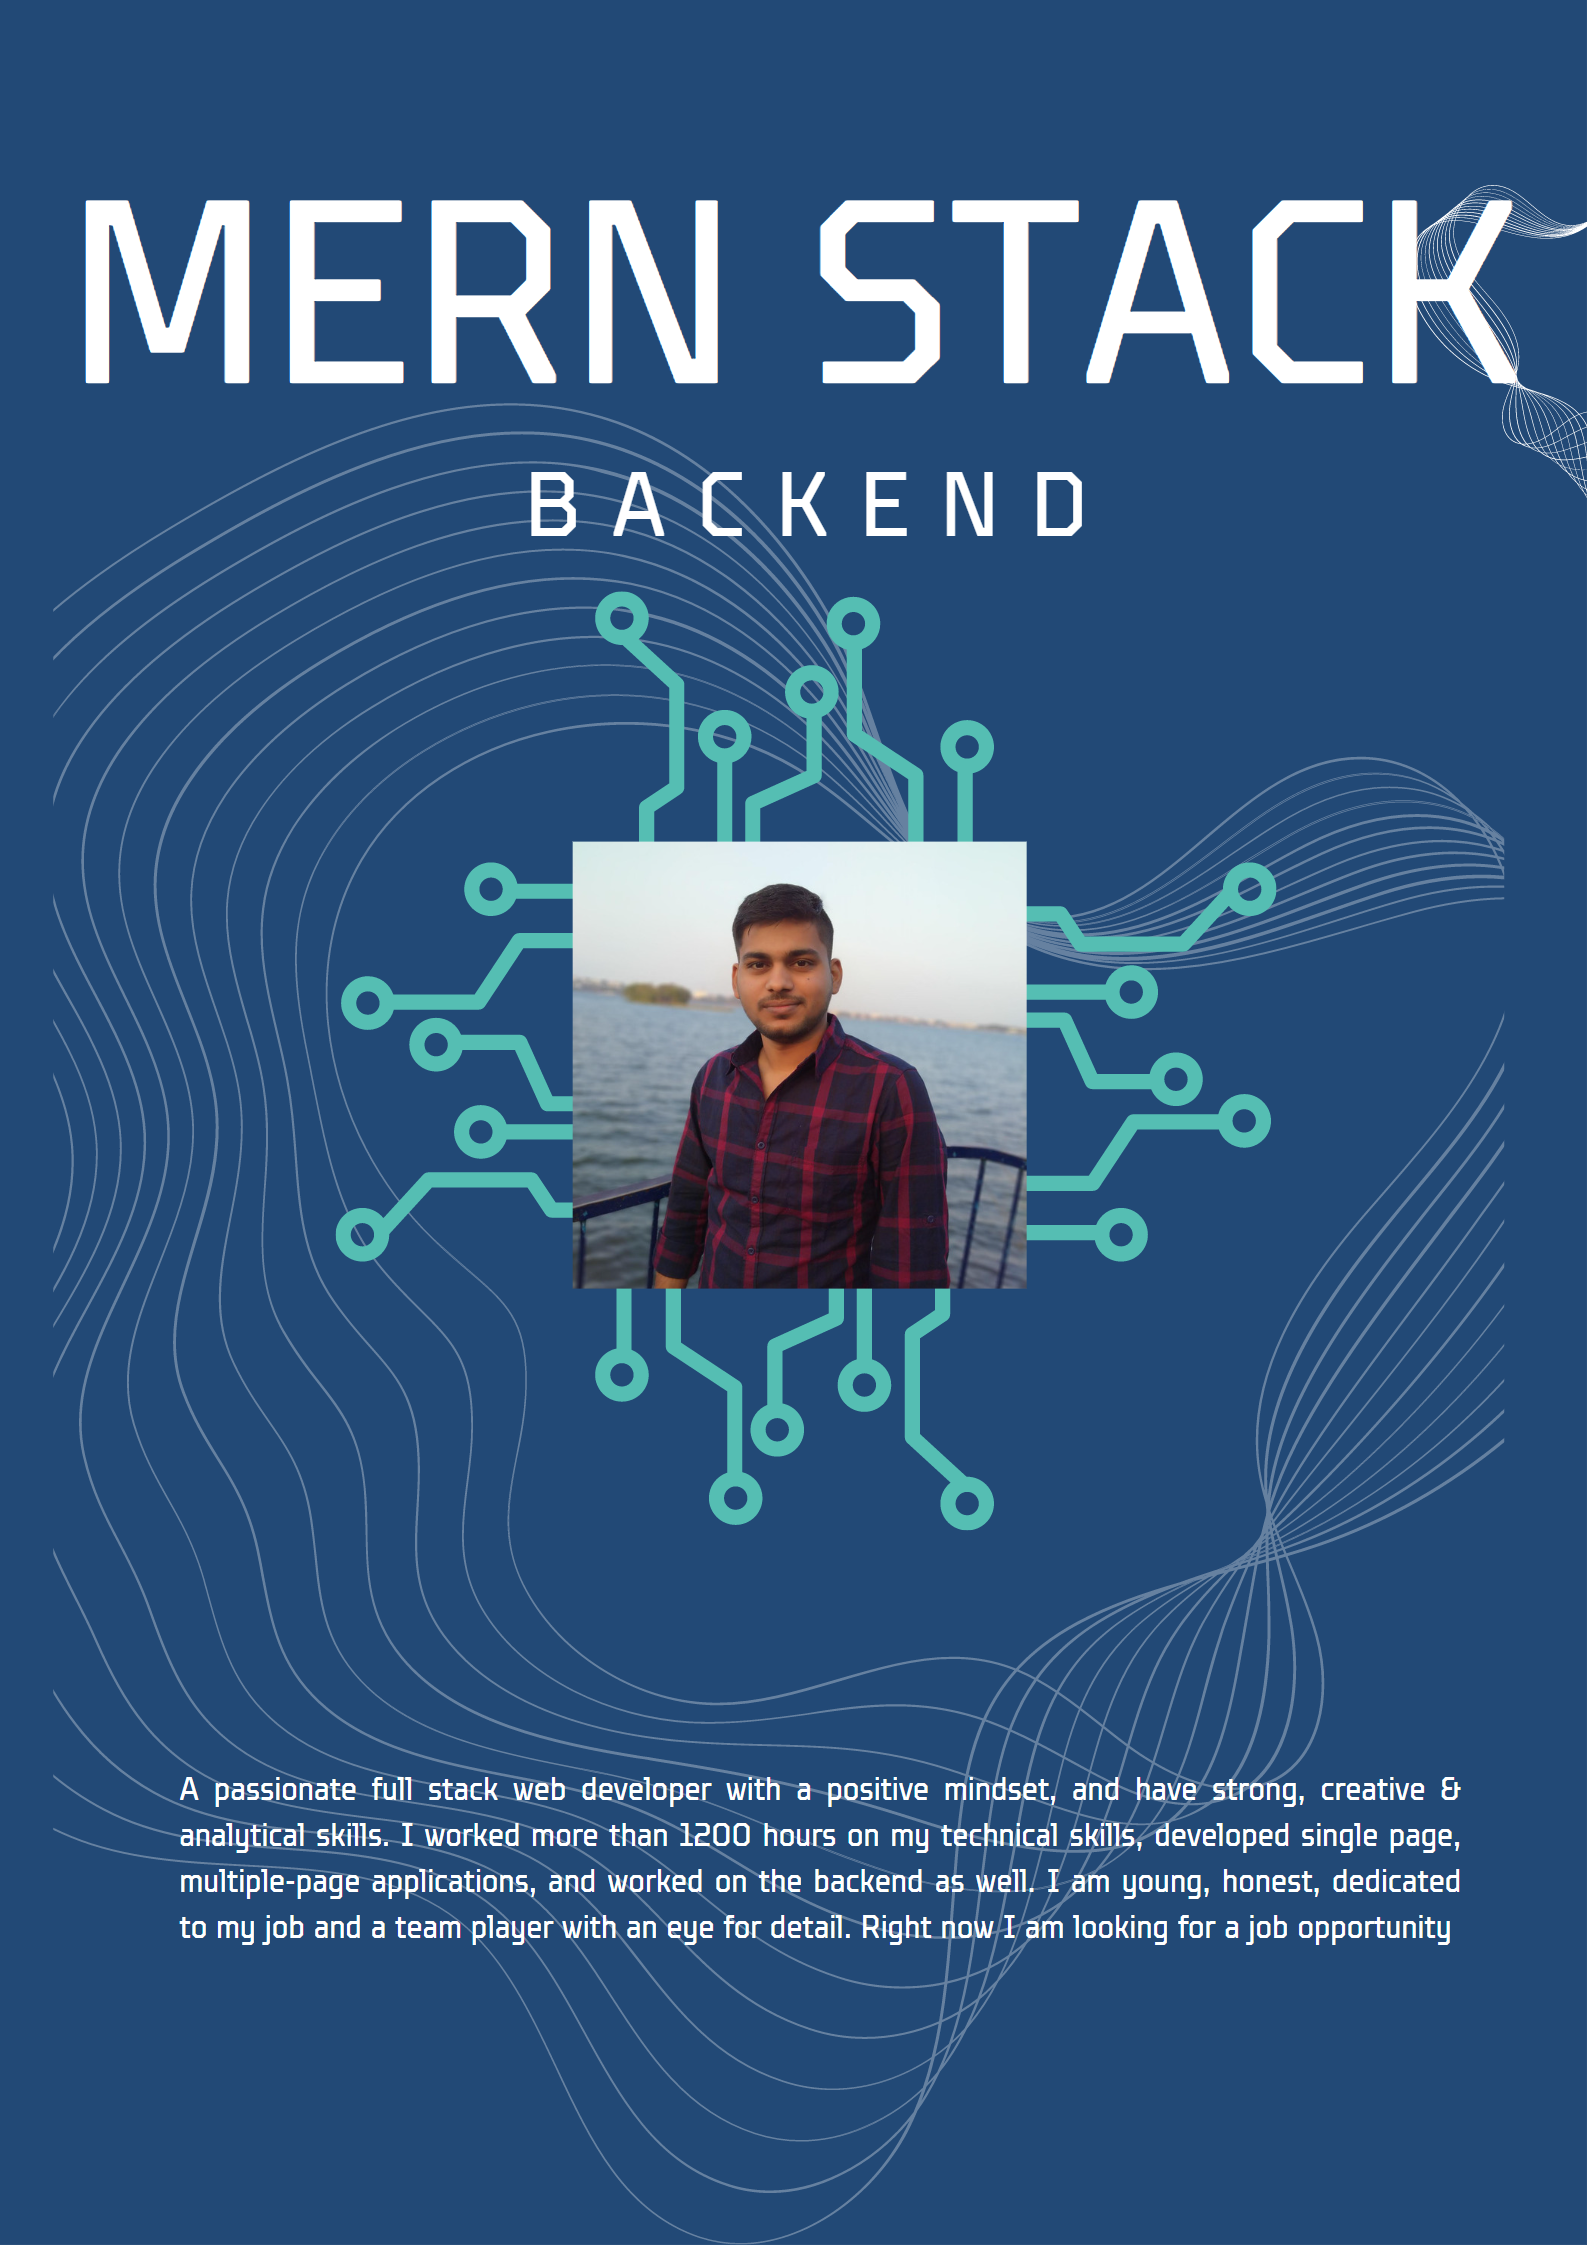 MERN STACK
BACKEND
A passionate full stack web developer with a positive mindset, and have strong, creative &
analytical skills. I worked more than 1200 hours on my technical skills, developed single page,
multiple-page applications, and worked on the backend as well. I am young, honest, dedicated
to my job and a team player with an eye for detail. Right now I am looking for a job opportunity